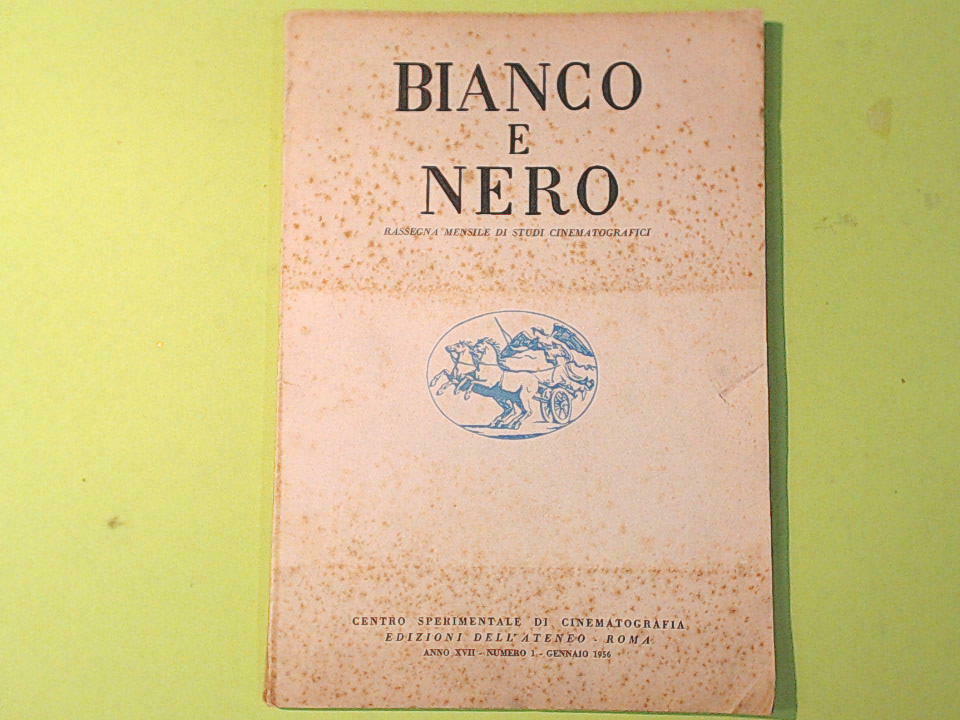 BIANCO
E
NERO
RASSEGNA MENSILE DI STUDI CINEMATOGRAFICI
CENTRO SPERIMENTALE DI CINEMATOGRAFIA
EDIZIONI DELL'ATENEO - ROMA
ANNO XVII - NUMERO 1 - GENNAIO 1956